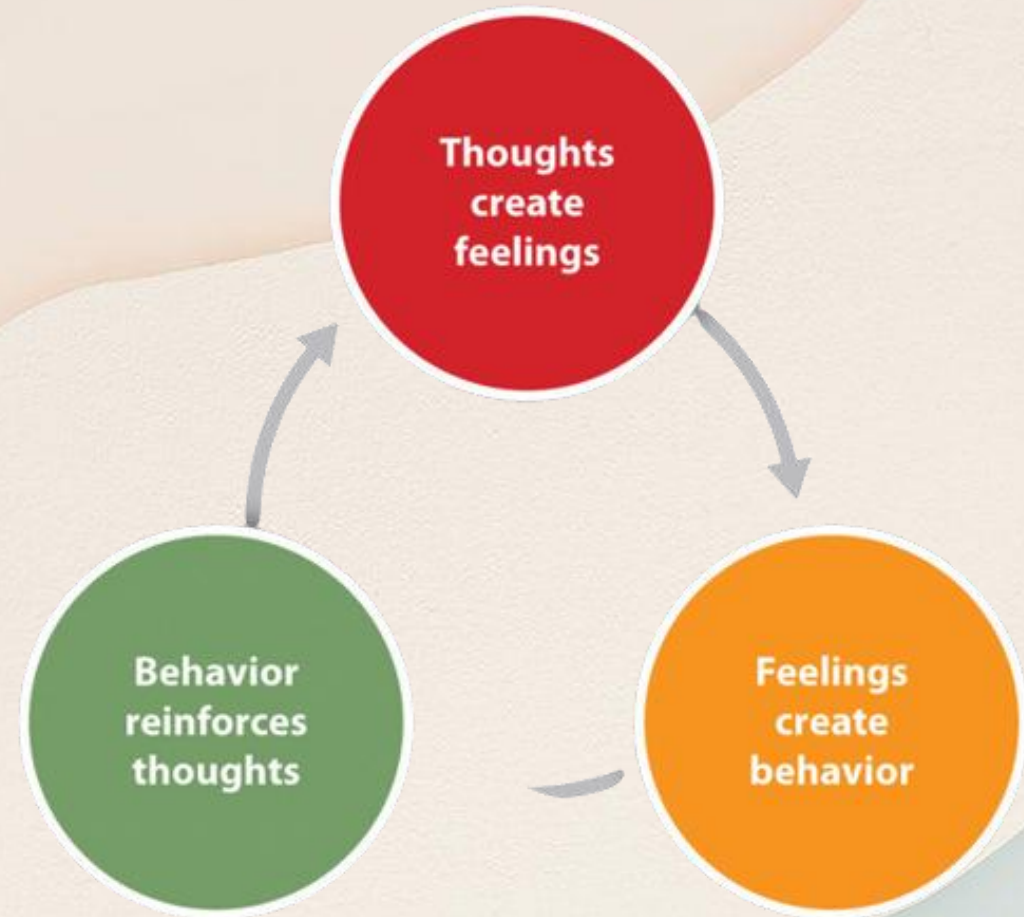 Thoughts
create
feelings
Feelings
create
behavior
Behavior
reinforces
thoughts